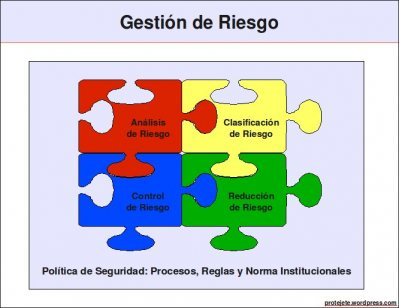 Gestión de Riesgo
Análisis
de Riesgo
Clasificación
de Riesgo
Control
de Riesgo
Reducción
de Riesgo
Política de Seguridad: Procesos, Reglas y Norma Institucionales
protejete.wordpress.com